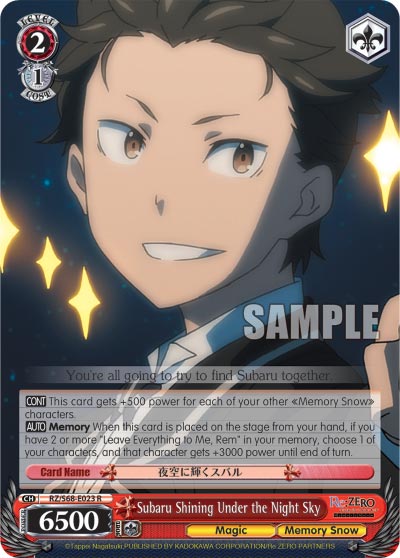 LEVEL
2
1
COST
SAMPLE
You're all going to try to find Subaru together.
CONT This card gets +500 power for each of your other «Memory Snow»
characters.
AUTO Memory When this card is placed on the stage from your hand, if you
have 2 or more "Leave Everything to Me, Rem" in your memory, choose 1 of
your characters, and that character gets +3000 power until end of turn.
Card Name 夜空に輝くスバル
CH RZ/S68-E023 R
Subaru Shining Under the Night Sky
Re:ZERO
POWER 6500 SOUL
Magic Memory Snow
©Tappei Nagatsuki,PUBLISHED BY KADOKAWA CORPORATION/Re:ZERO PARTNERS